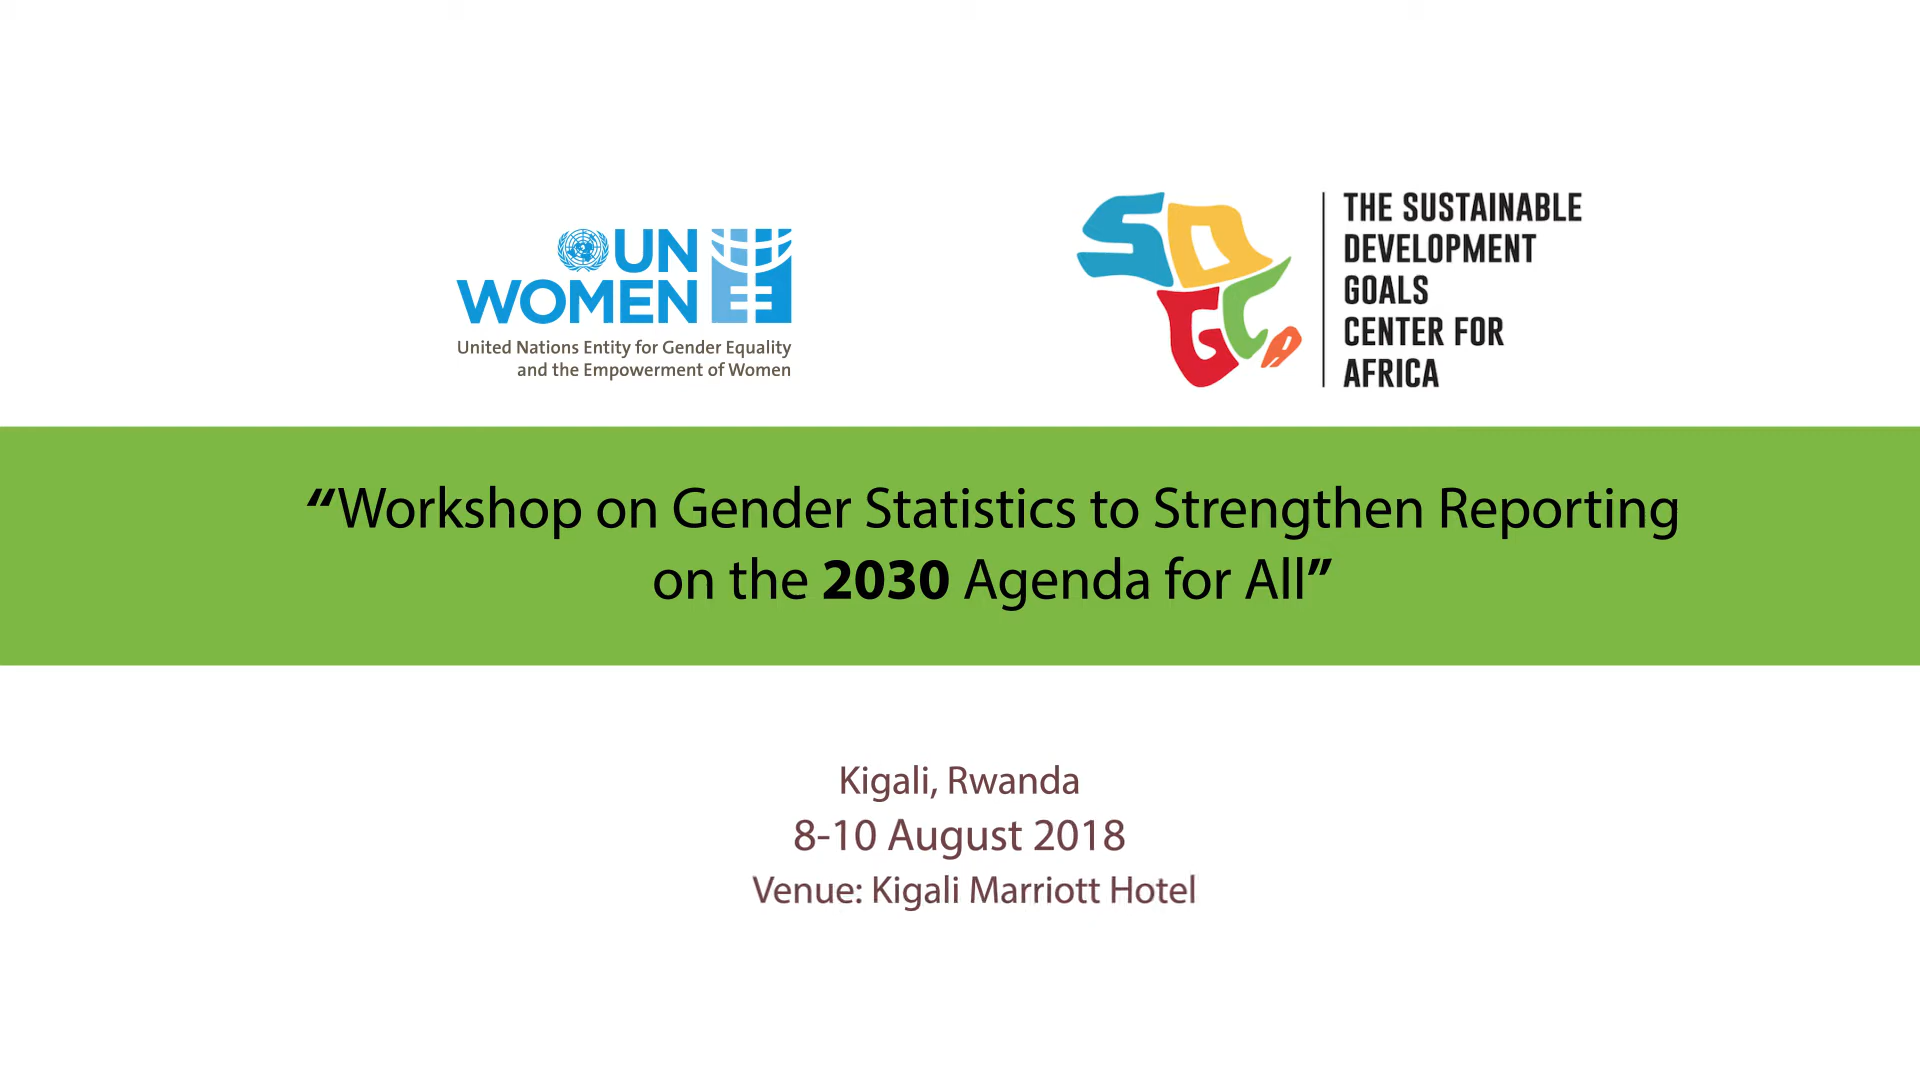 UN
WOMEN
United Nations Entity for Gender Equality
and the Empowerment of Women
SDGCA
THE SUSTAINABLE
DEVELOPMENT
GOALS
CENTER FOR
AFRICA
“Workshop on Gender Statistics to Strengthen Reporting
on the 2030 Agenda for All”
Kigali, Rwanda
8-10 August 2018
Venue: Kigali Marriott Hotel